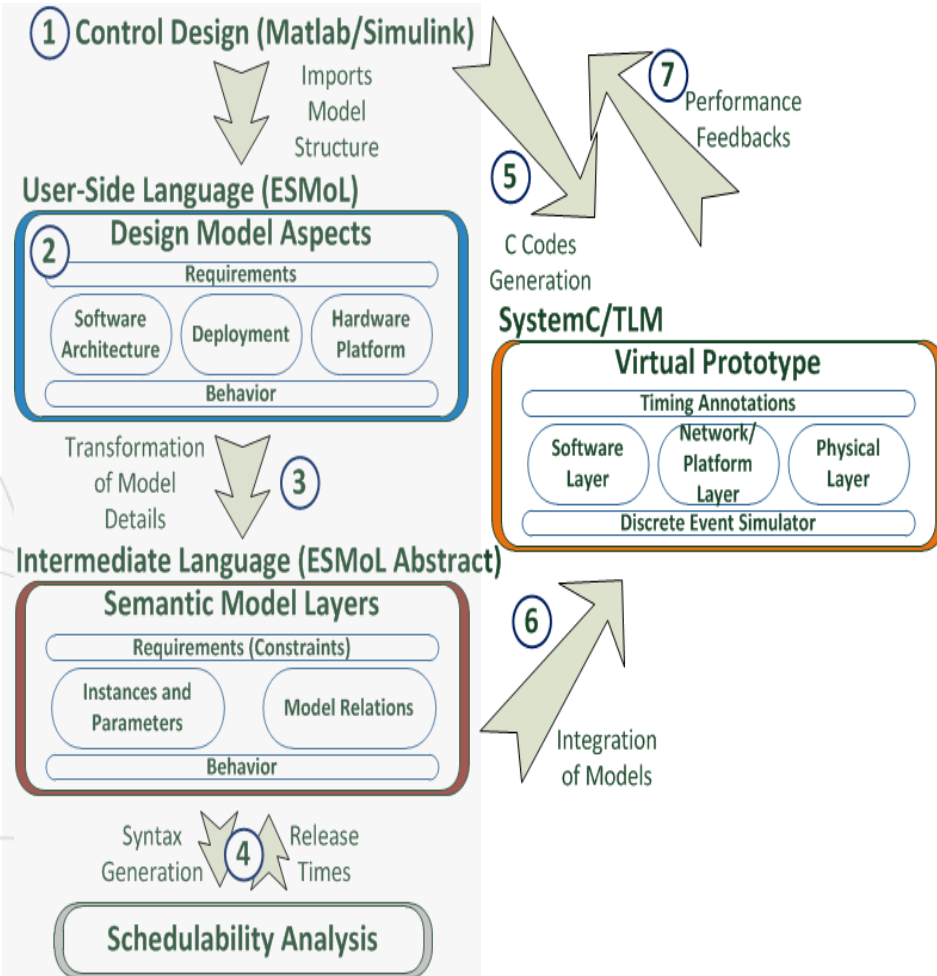 1 Control Design (Matlab/Simulink)
Imports
Model
Structure
User-Side Language (ESMoL)
2
Design Model Aspects
Requirements
Software
Architecture
Deployment
Hardware
Platform
Behavior
Transformation
of Model
Details
3
Intermediate Language (ESMoL Abstract)
Semantic Model Layers
Requirements (Constraints)
Instances and
Parameters
Model Relations
Behavior
Syntax
Generation
4
Release
Times
Schedulability Analysis
5
C Codes
Generation
7
Performance
Feedbacks
SystemC/TLM
Virtual Prototype
Timing Annotations
Software
Layer
Network/
Platform
Layer
Physical
Layer
Discrete Event Simulator
6
Integration
of Models